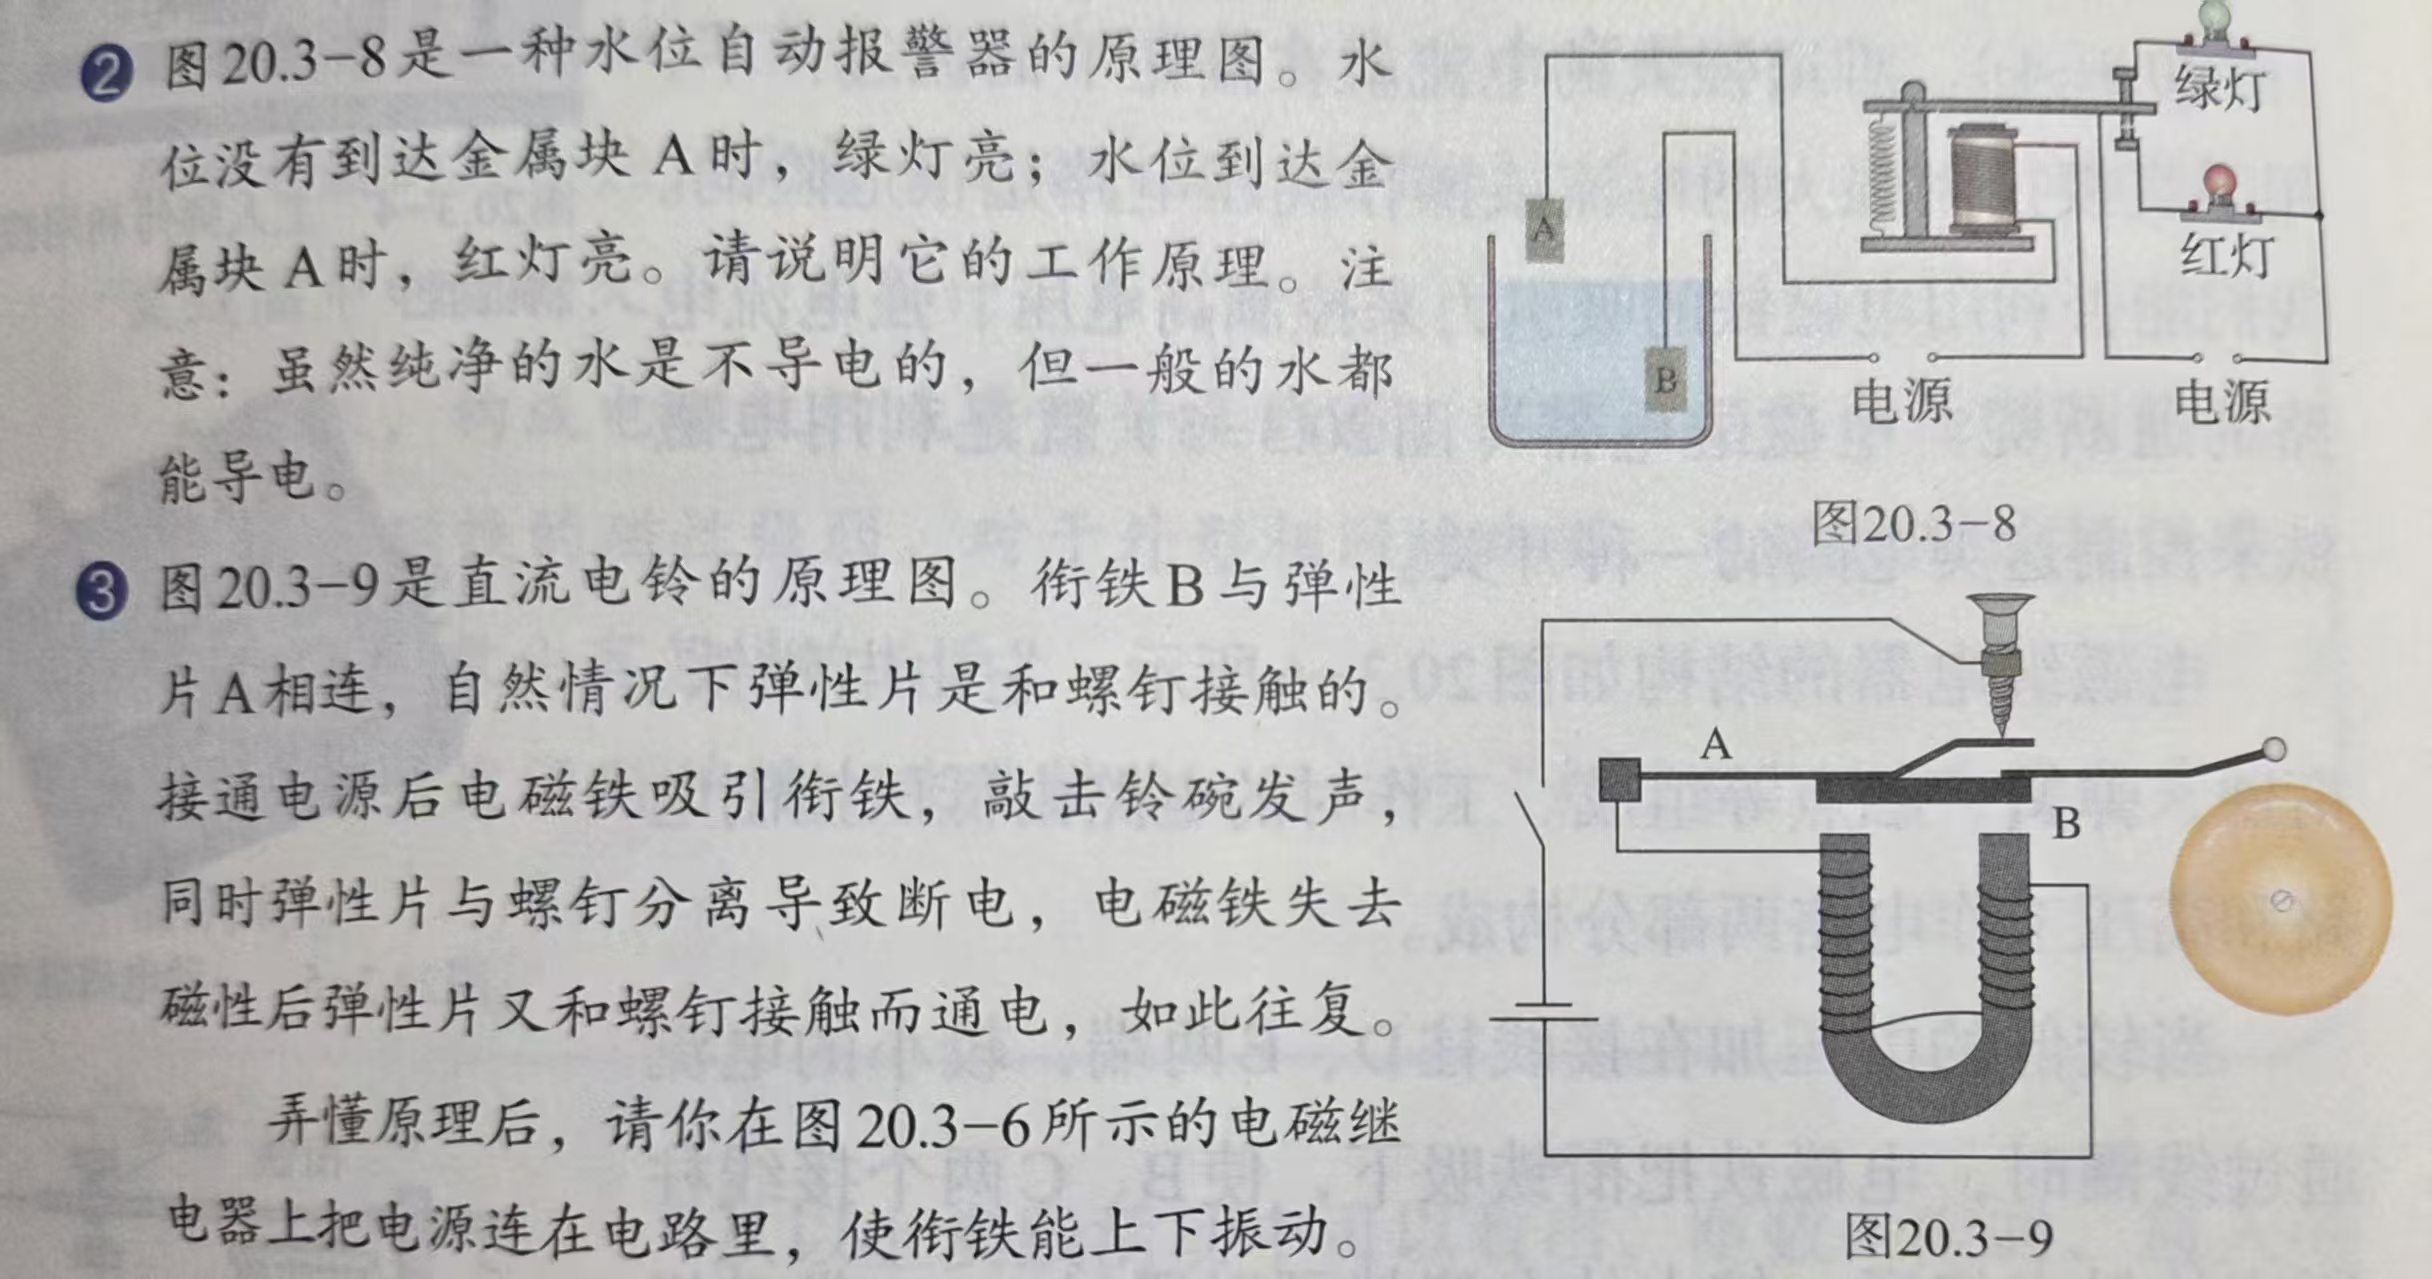 2 图20.3-8是一种水位自动报警器的原理图。水
位没有到达金属块 A 时，绿灯亮；水位到达金
属块 A 时，红灯亮。请说明它的工作原理。注
意：虽然纯净的水是不导电的，但一般的水都
能导电。
绿灯
红灯
A
B
电源
电源
图20.3-8
3 图20.3-9是直流电铃的原理图。衔铁B与弹性
片A相连，自然情况下弹性片是和螺钉接触的。
接通电源后电磁铁吸引衔铁，敲击铃碗发声，
同时弹性片与螺钉分离导致断电，电磁铁失去
磁性后弹性片又和螺钉接触而通电，如此往复。
弄懂原理后，请你在图20.3-6所示的电磁继
电器上把电源连在电路里，使衔铁能上下振动。
A
B
图20.3-9